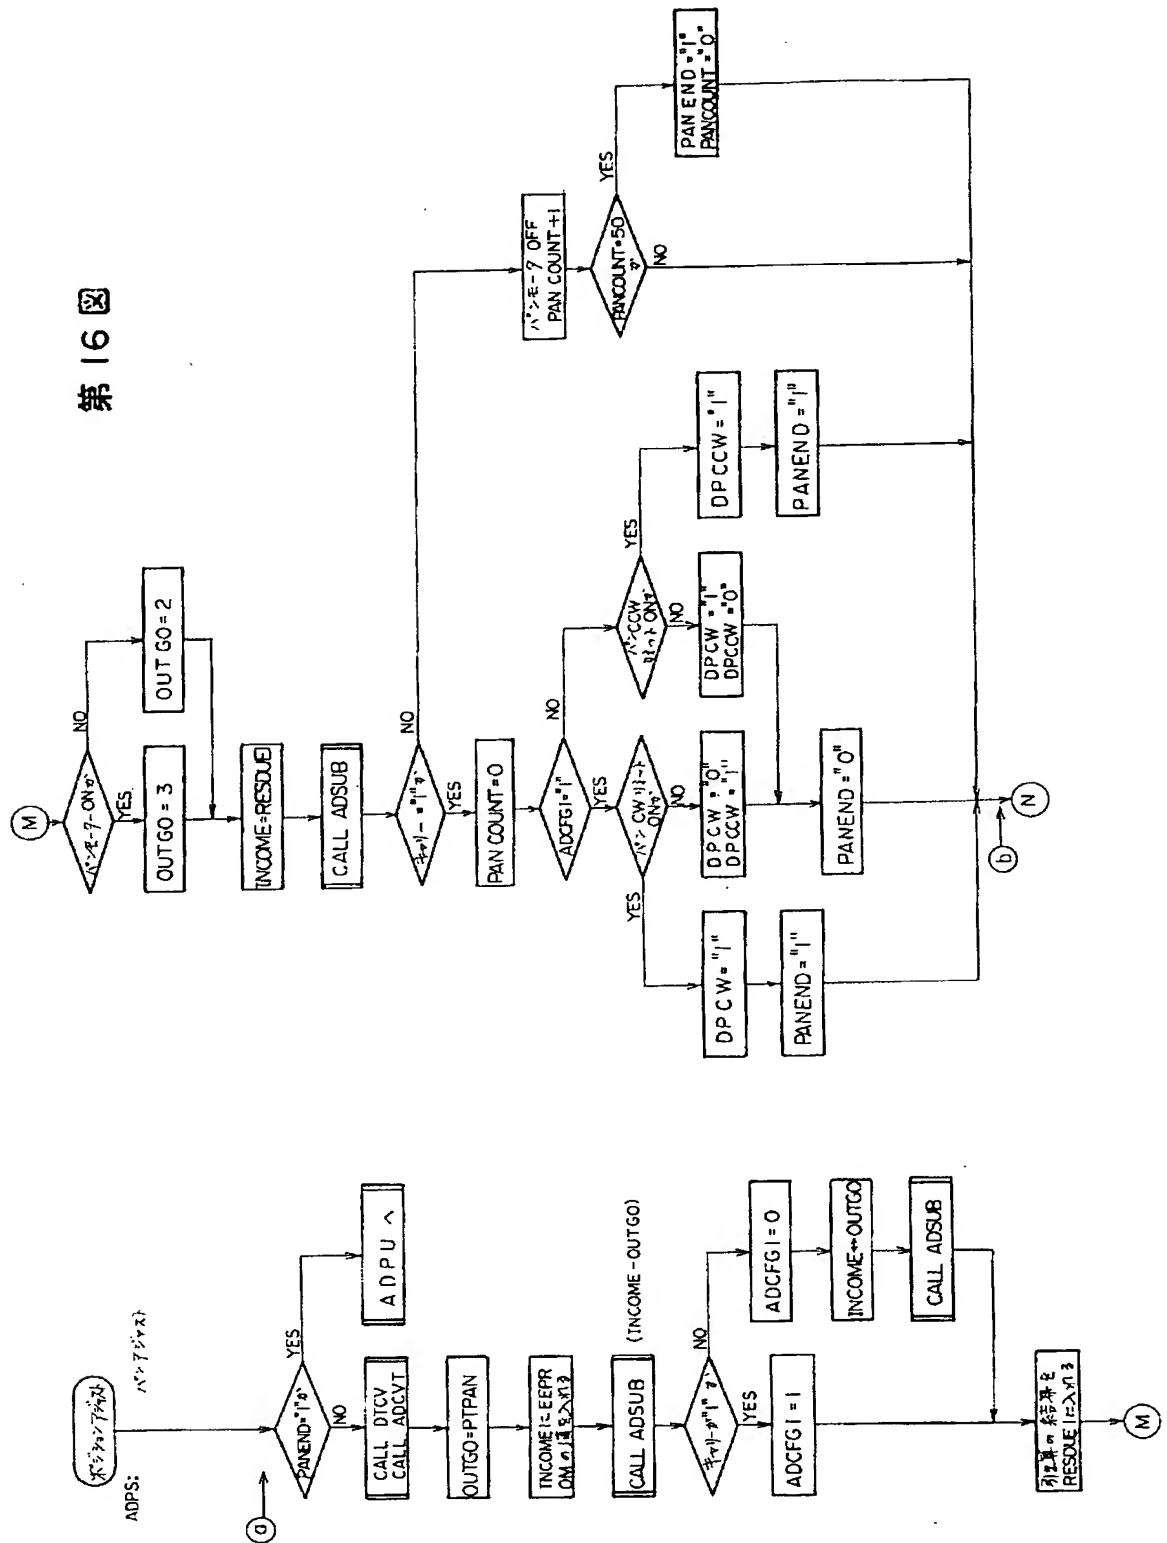 第16図
ポジションアジャスト
ADPS:
パンアジャスト
ⓐ
PANEND="1"か
YES
NO
ADPUへ
CALL DTCV
CALL ADCVT
OUTGO=PTPAN
INCOMEにEEPR
OMの値を入れる
CALL ADSUB
(INCOME-OUTGO)
キャリーが"1"か
NO
YES
ADCFG1=1
ADCFG1=0
INCOME↔OUTGO
CALL ADSUB
引算の結果を
RESDUEに入れる
M
M
パンモーターONか
NO
YES
OUTGO=3
OUTGO=2
INCOME=RESDUE
CALL ADSUB
キャリー="1"か
NO
YES
PANCOUNT=0
ADCFG1="1"
NO
YES
パンCWリミット
ONか
YES
NO
パンCCW
リミットONか
YES
NO
DPCW="1"
PANEND="1"
DPCW="0"
DPCCW="1"
DPCW="1"
DPCCW="0"
PANEND="0"
DPCCW="1"
PANEND="1"
パンモータOFF
PANCOUNT+1
PANCOUNT=50
か
YES
NO
PANEND="1"
PANCOUNT="0"
ⓑ
N